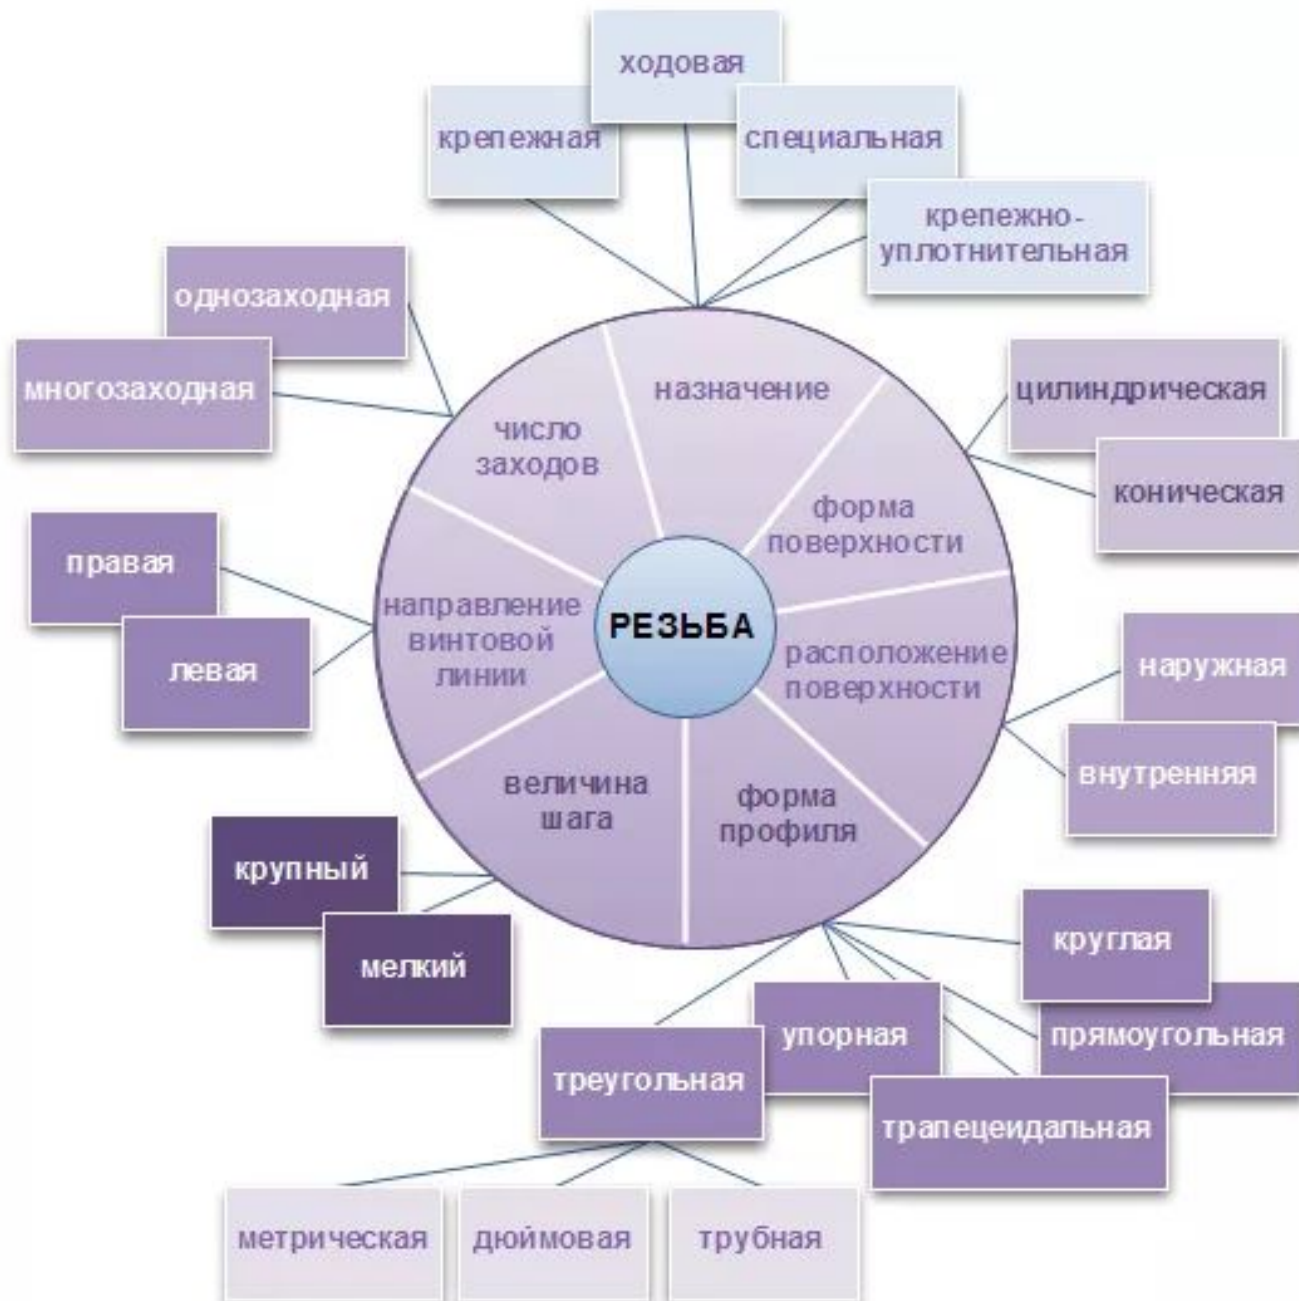 ходовая
крепежная
специальная
крепежно-
уплотнительная
однозаходная
многозаходная
назначение
число
заходов
цилиндрическая
коническая
форма
поверхности
правая
левая
направление
винтовой
линии
РЕЗЬБА
расположение
поверхности
наружная
внутренняя
величина
шага
форма
профиля
крупный
мелкий
круглая
упорная
прямоугольная
треугольная
трапецеидальная
метрическая
дюймовая
трубная